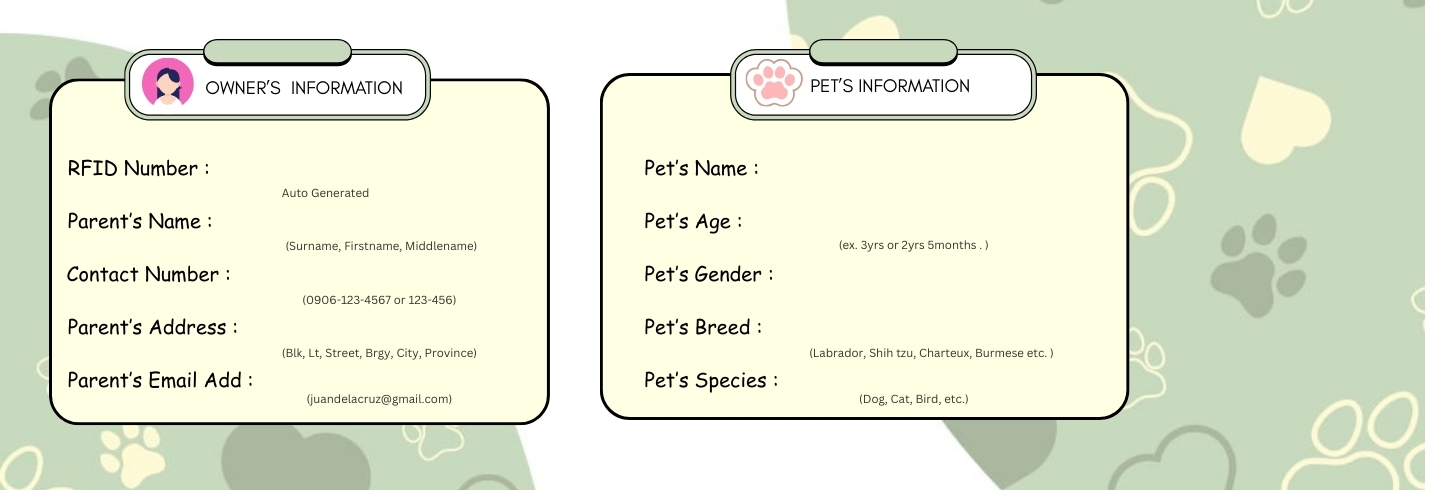 OWNER'S INFORMATION
RFID Number :
Auto Generated
Parent's Name :
(Surname, Firstname, Middlename)
Contact Number :
(0906-123-4567 or 123-456)
Parent's Address :
(Blk, Lt, Street, Brgy, City, Province)
Parent's Email Add :
(juandelacruz@gmail.com)
PET'S INFORMATION
Pet's Name :
Pet's Age :
(ex. 3yrs or 2yrs 5months . )
Pet's Gender :
Pet's Breed :
(Labrador, Shih tzu, Charteux, Burmese etc. )
Pet's Species :
(Dog, Cat, Bird, etc.)